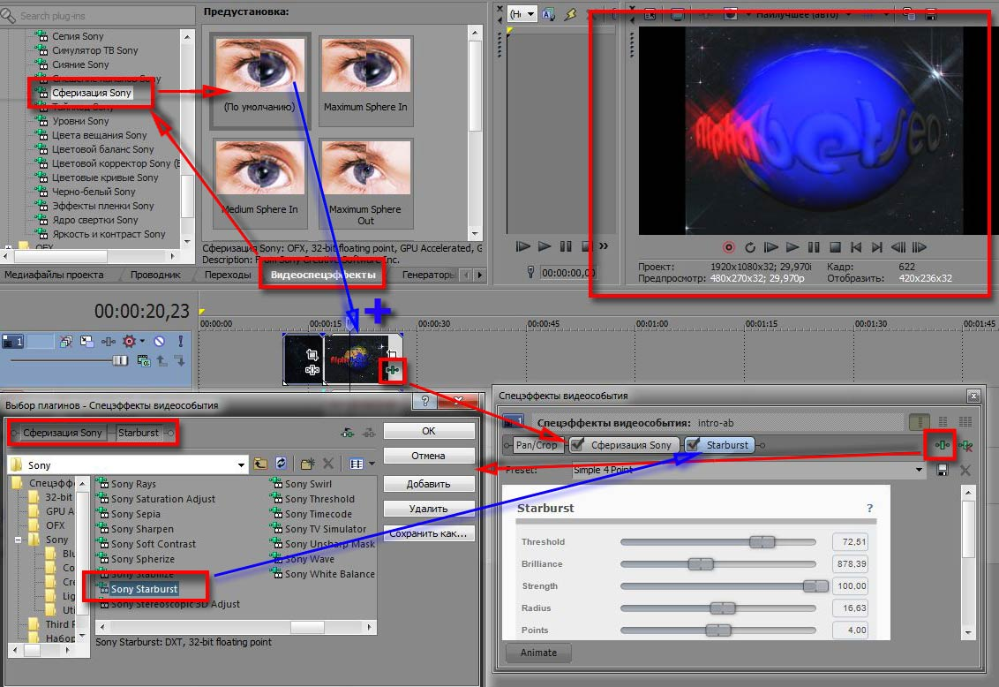 Search plug-ins
Предустановка:
Сепия Sony
Симулятор ТВ Sony
Сияние Sony
Смешение каналов Sony
Сферизация Sony
Таймкод Sony
Уровни Sony
Цвета вещания Sony
Цветовой баланс Sony
Цветовой корректор Sony (
Цветовые кривые Sony
Черно-белый Sony
Эффекты пленки Sony
Ядро свертки Sony
Яркость и контраст Sony
OFX
(По умолчанию)
Maximum Sphere In
Medium Sphere In
Maximum Sphere Out
Сферизация Sony: OFX, 32-bit floating point, GPU Accelerated, G
Description: From Sony Creative Software Inc.
Медиафайлы проекта
Проводник
Переходы
Видеоспецэффекты
Генераторы
00:00:00,00
Наилучшее (авто)
Alphabetseo
Проект: 1920x1080x32; 29,970i
Кадр: 622
Предпросмотр: 480x270x32; 29,970p
Отобразить: 420x236x32
00:00:20,23
00:00:00
00:00:15
00:00:30
00:00:45
00:01:00
00:01:15
00:01:30
00:01:45
1
Выбор плагинов - Спецэффекты видеособытия
Сферизация Sony
Starburst
Sony
Спецэфф
32-bit
GPU A
OFX
Sony
Blu
Co
Cre
Lig
Uti
Third P
Набор
Sony Rays
Sony Saturation Adjust
Sony Sepia
Sony Sharpen
Sony Soft Contrast
Sony Spherize
Sony Stabilize
Sony Starburst
Sony Stereoscopic 3D Adjust
Sony Swirl
Sony Threshold
Sony Timecode
Sony TV Simulator
Sony Unsharp Mask
Sony Wave
Sony White Balance
Sony Starburst: DXT, 32-bit floating point
ОК
Отмена
Добавить
Удалить
Сохранить как...
Спецэффекты видеособытия
Спецэффекты видеособытия: intro-ab
Pan/Crop
Сферизация Sony
Starburst
Preset:
Simple 4 Point
Starburst
?
Threshold 72,51
Brilliance 878,39
Strength 100,00
Radius 16,63
Points 4,00
Animate